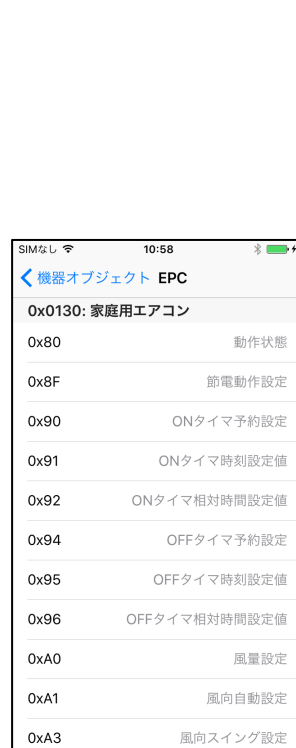 SIMなし 10:58
機器オブジェクト EPC
0x0130: 家庭用エアコン
0x80 動作状態
0x8F 節電動作設定
0x90 ONタイマ予約設定
0x91 ONタイマ時刻設定値
0x92 ONタイマ相対時間設定値
0x94 OFFタイマ予約設定
0x95 OFFタイマ時刻設定値
0x96 OFFタイマ相対時間設定値
0xA0 風量設定
0xA1 風向自動設定
0xA3 風向スイング設定